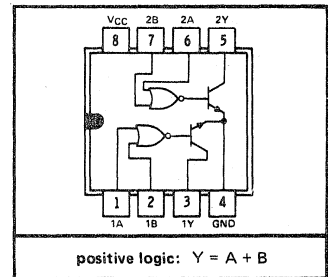 VCC 2B 2A 2Y
8 7 6 5
1 2 3 4
1A 1B 1Y GND
positive logic: Y = A + B